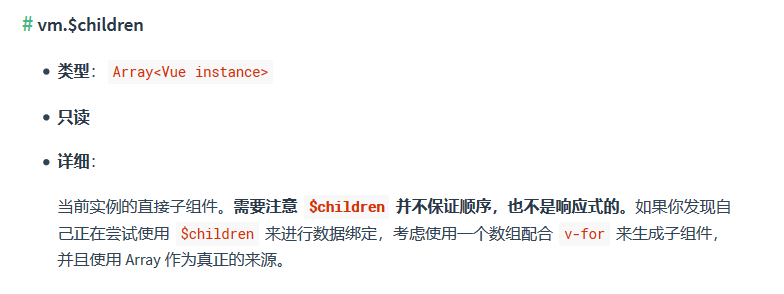 # vm.$children
类型： Array<Vue instance>
只读
详细：
当前实例的直接子组件。需要注意 $children 并不保证顺序，也不是响应式的。如果你发现自
己正在尝试使用 $children 来进行数据绑定，考虑使用一个数组配合 v-for 来生成子组件，
并且使用 Array 作为真正的来源。